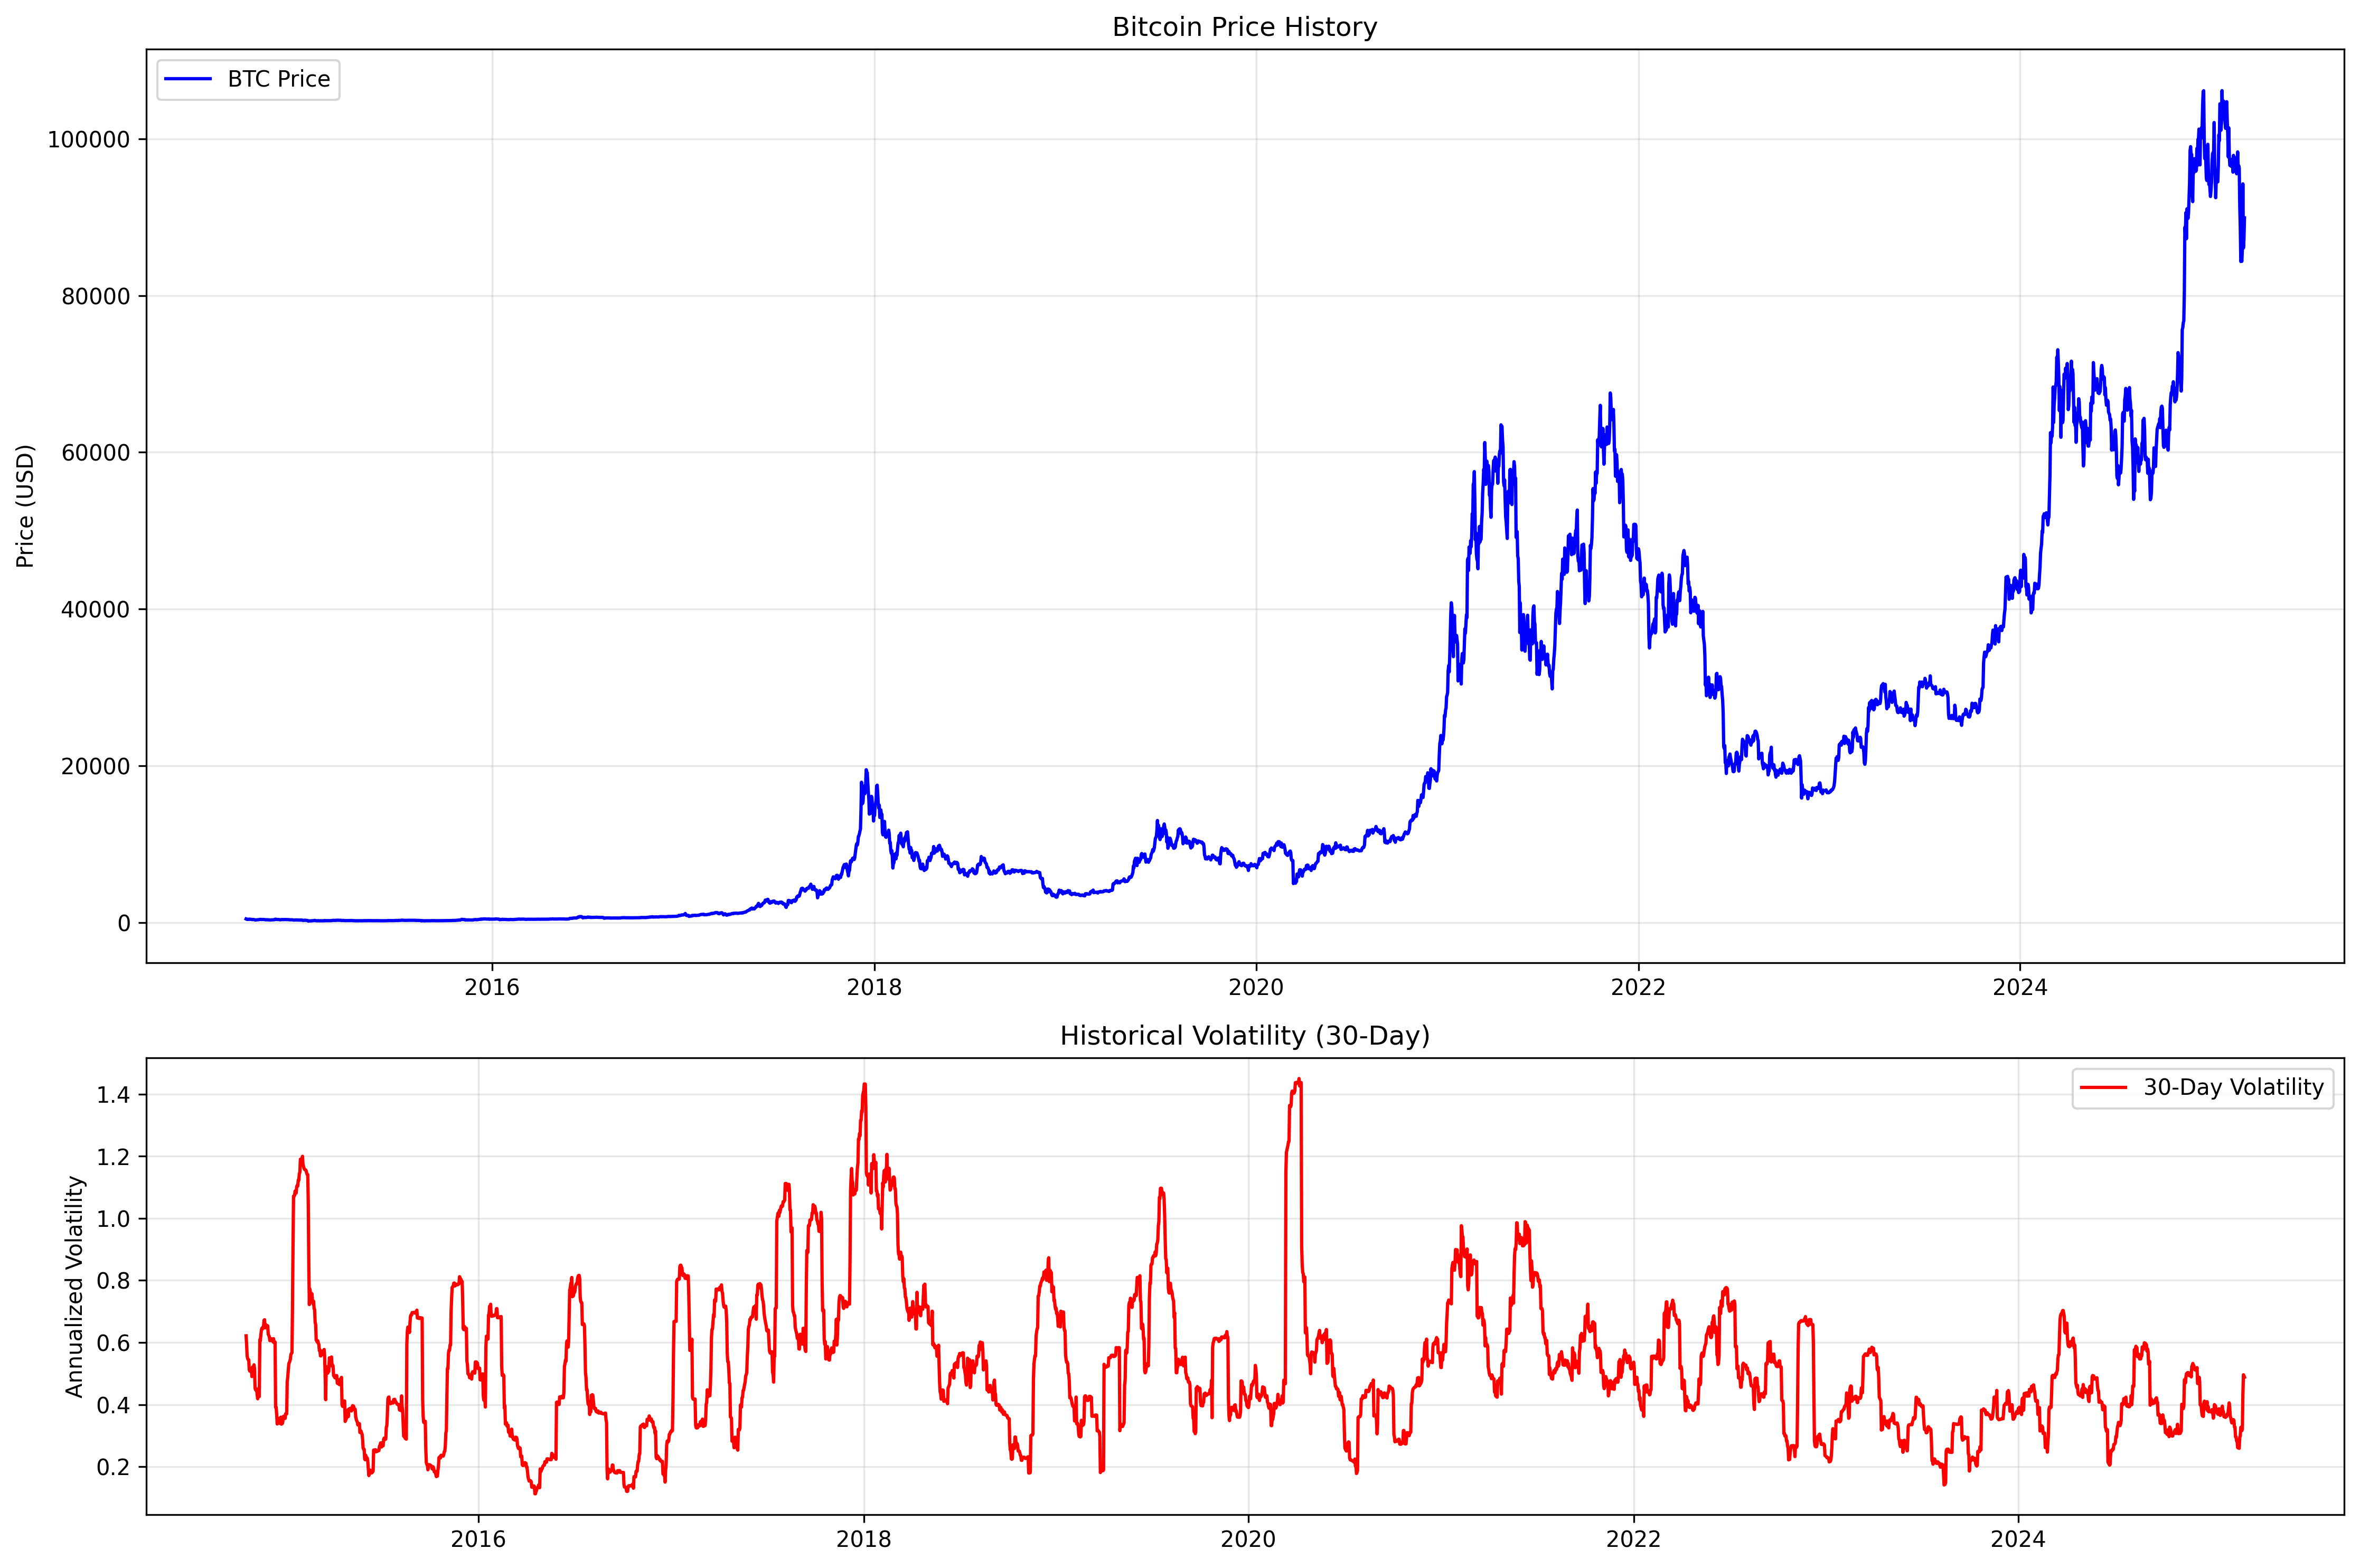 Bitcoin Price History
BTC Price
Price (USD)
100000
80000
60000
40000
20000
0
2016 2018 2020 2022 2024
Historical Volatility (30-Day)
30-Day Volatility
Annualized Volatility
1.4
1.2
1.0
0.8
0.6
0.4
0.2
2016 2018 2020 2022 2024